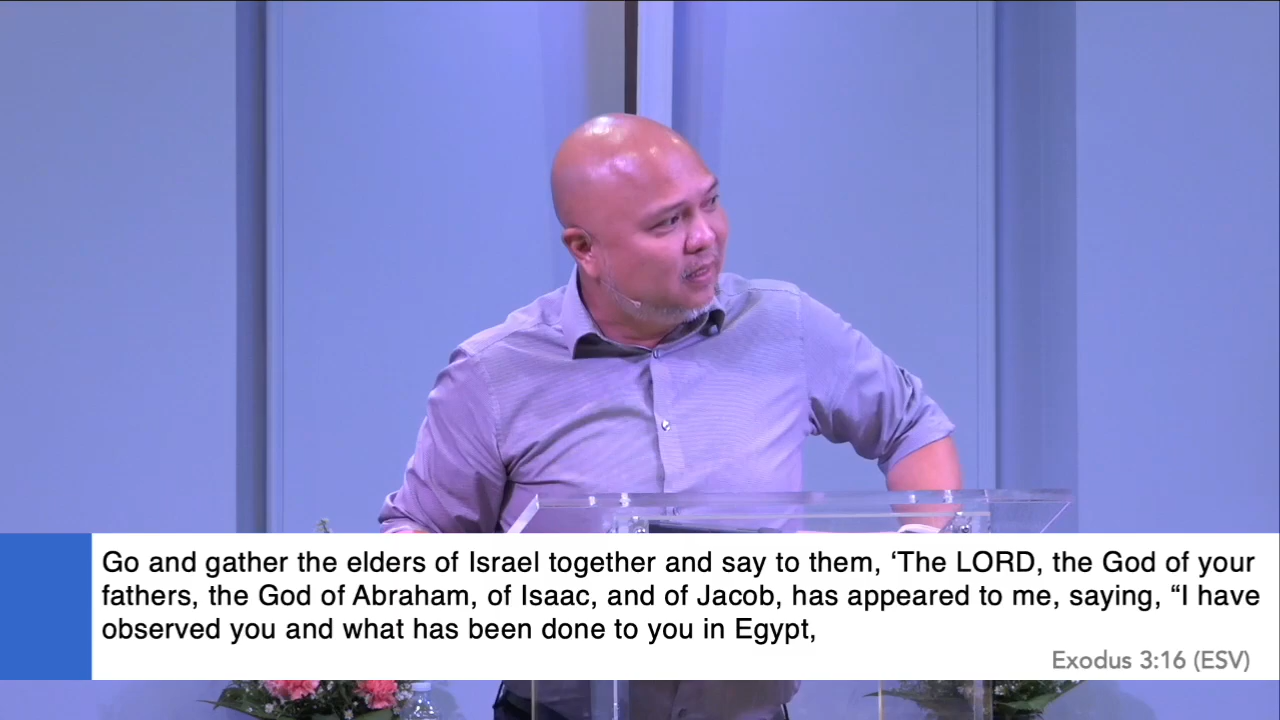 Go and gather the elders of Israel together and say to them, ‘The LORD, the God of your
fathers, the God of Abraham, of Isaac, and of Jacob, has appeared to me, saying, “I have
observed you and what has been done to you in Egypt,
Exodus 3:16 (ESV)